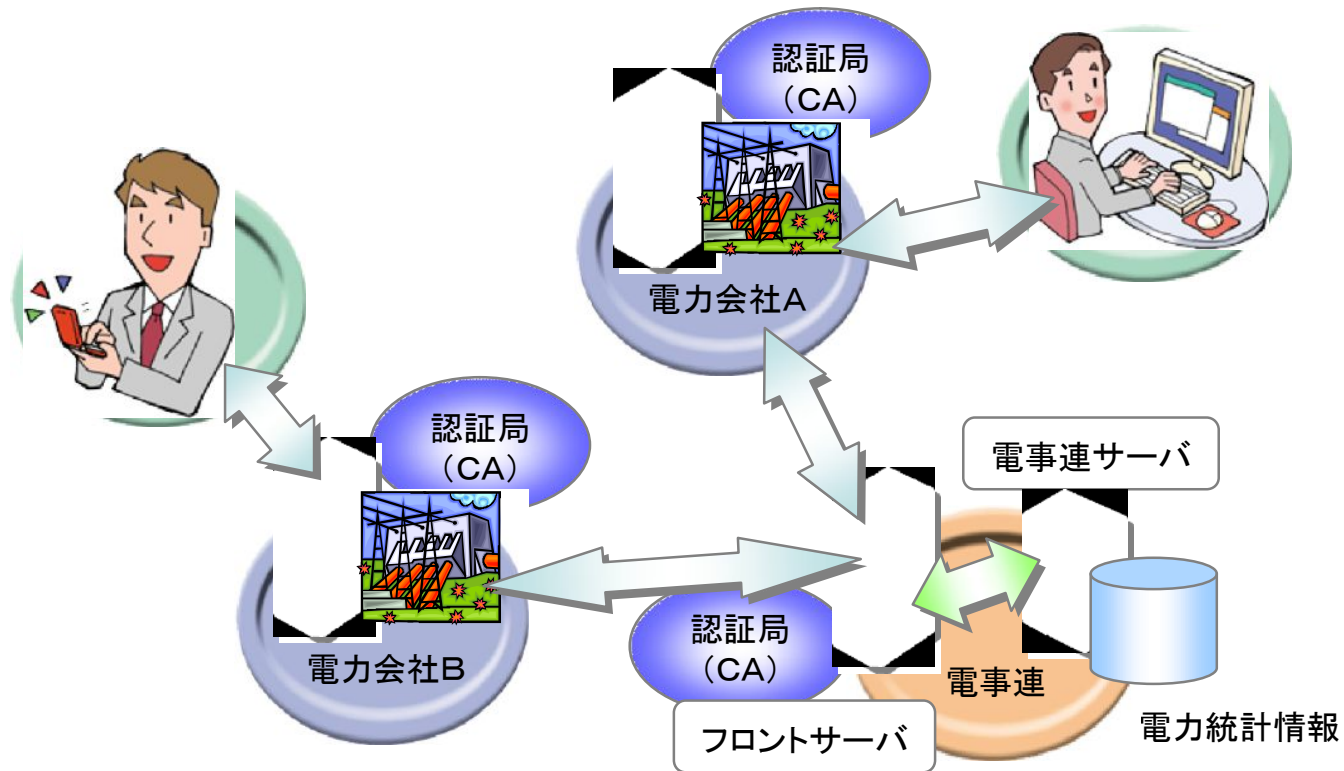 認証局
(CA)
電力会社A
認証局
(CA)
電力会社B
電事連サーバ
認証局
(CA)
電事連
フロントサーバ
電力統計情報